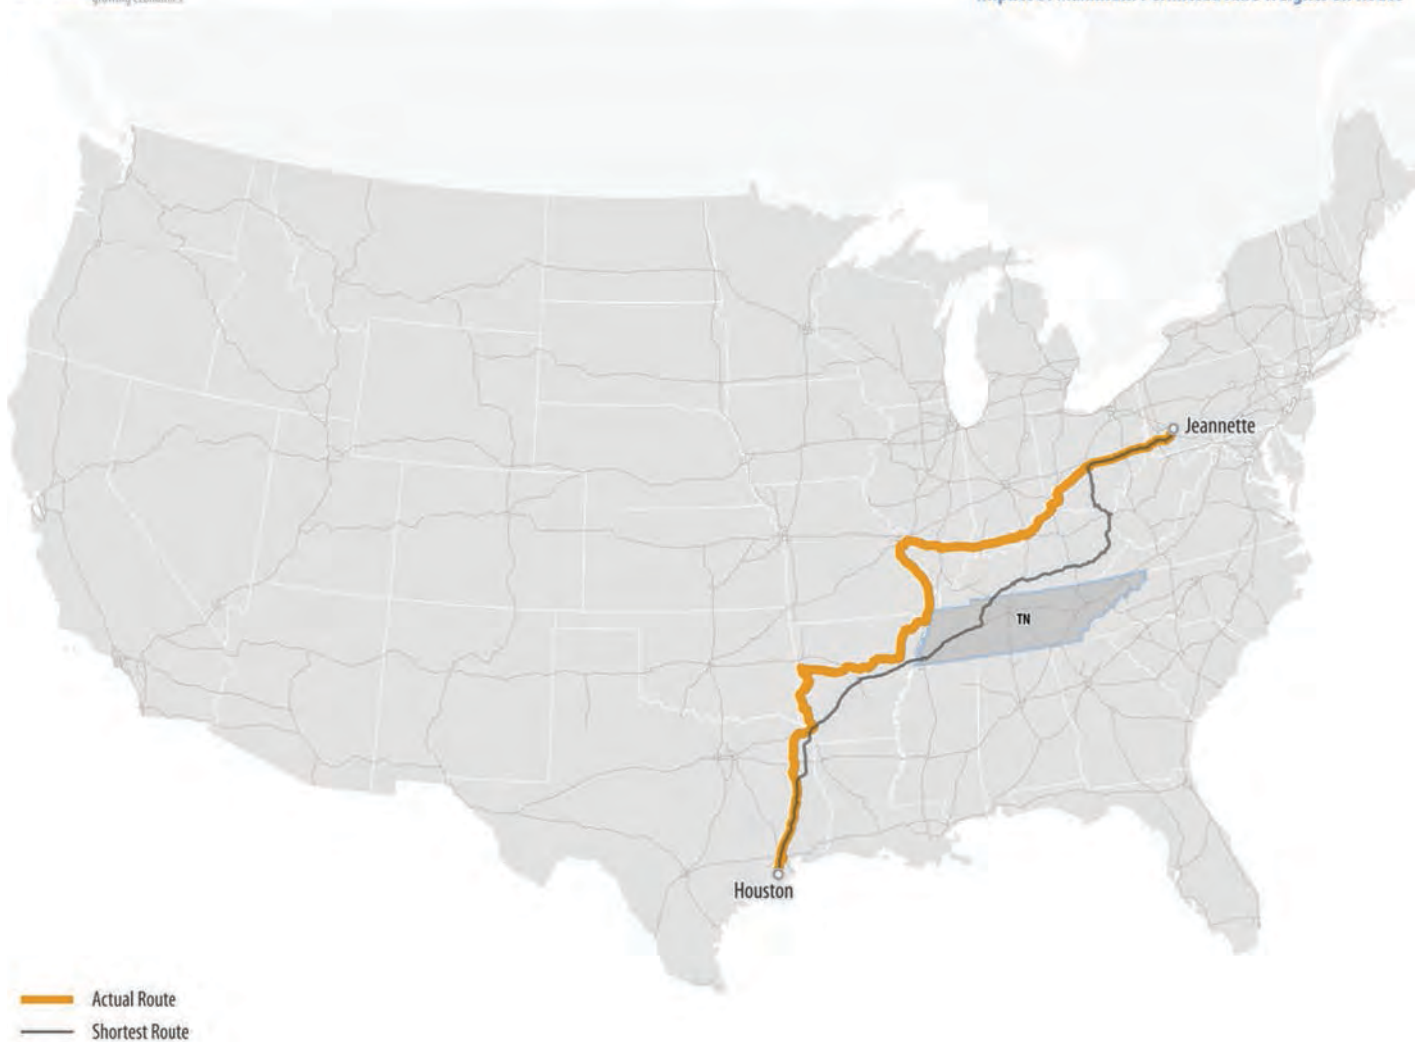 Jeannette
TN
Houston
Actual Route
Shortest Route